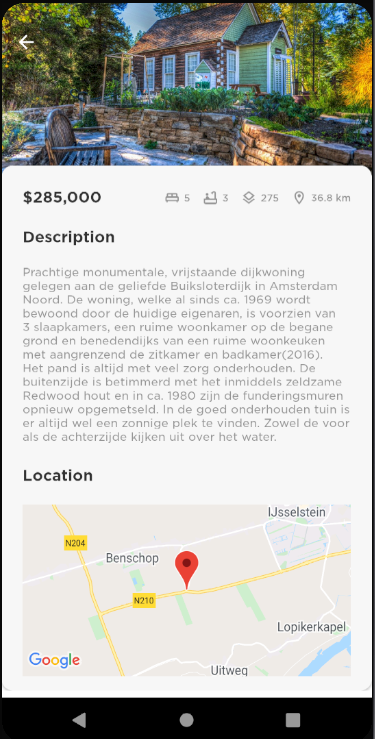 $285,000 5 3 275 36.8 km
Description
Prachtige monumentale, vrijstaande dijkwoning
gelegen aan de geliefde Buiksloterdijk in Amsterdam
Noord. De woning, welke al sinds ca. 1969 wordt
bewoond door de huidige eigenaren, is voorzien van
3 slaapkamers, een ruime woonkamer op de begane
grond en benedendijks van een ruime woonkeuken
met aangrenzend de zitkamer en badkamer(2016).
Het pand is altijd met veel zorg onderhouden. De
buitenzijde is betimmerd met het inmiddels zeldzame
Redwood hout en in ca. 1980 zijn de funderingsmuren
opnieuw opgemetseld. In de goed onderhouden tuin is
er altijd wel een zonnige plek te vinden. Zowel de voor
als de achterzijde kijken uit over het water.
Location
IJsselstein
N204
Benschop
N210
Lopikerkapel
Google
Uitweg